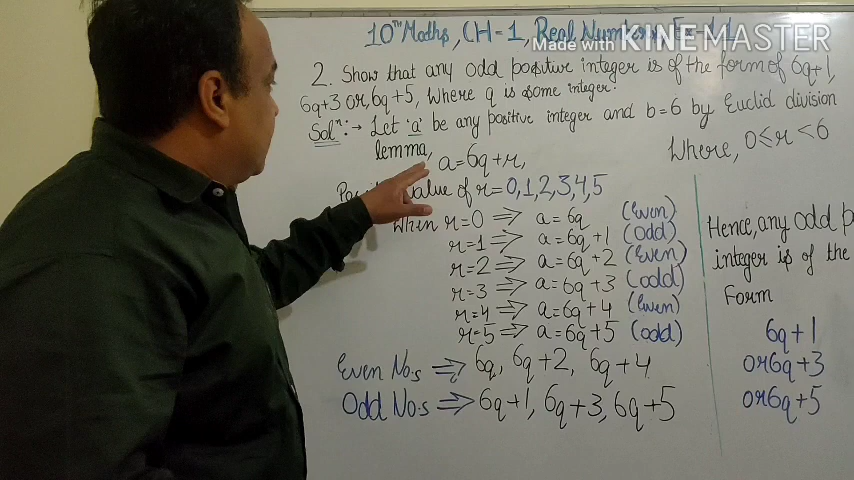 10th Maths, CH-1, Real Numbers, Ex-1.1
Made with KINEMASTER
2. Show that any odd positive integer is of the form of 6q+1,
6q+3 or, 6q+5, Where q is some integer.
Solⁿ:→ Let 'a' be any positive integer and b=6 by Euclid division
lemma, a=6q+r, Where, 0≤r<6
value of r=0,1,2,3,4,5
When r=0 ⇒ a=6q (Even)
r=1 ⇒ a=6q+1 (odd)
r=2 ⇒ a=6q+2 (Even)
r=3 ⇒ a=6q+3 (odd)
r=4 ⇒ a=6q+4 (Even)
r=5 ⇒ a=6q+5 (odd)
Even No.s ⇒ 6q, 6q+2, 6q+4
Odd No.s ⇒ 6q+1, 6q+3, 6q+5
Hence, any odd p
integer is of the
Form
6q+1
or 6q+3
or 6q+5